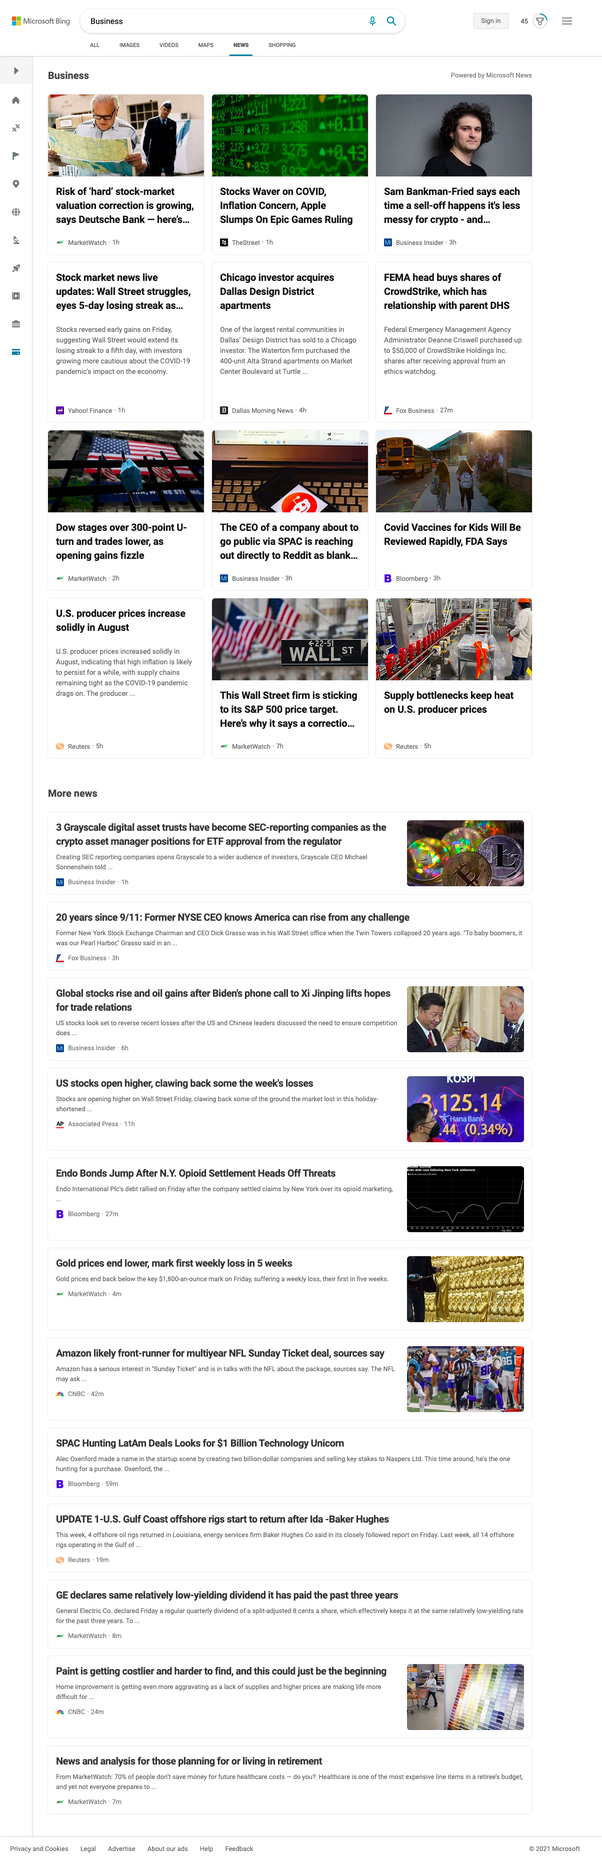 Microsoft Bing
Business
Sign in
45
ALL
IMAGES
VIDEOS
MAPS
NEWS
SHOPPING
Business
Powered by Microsoft News
Risk of 'hard' stock-market
valuation correction is growing,
says Deutsche Bank — here's...
MarketWatch · 1h
Stocks Waver on COVID,
Inflation Concern, Apple
Slumps On Epic Games Ruling
TheStreet · 1h
Sam Bankman-Fried says each
time a sell-off happens it's less
messy for crypto - and...
Business Insider · 3h
Stock market news live
updates: Wall Street struggles,
eyes 5-day losing streak as...
Stocks reversed early gains on Friday,
suggesting Wall Street would extend its
losing streak to a fifth day, with investors
growing more cautious about the COVID-19
pandemic's impact on the economy.
Yahoo! Finance · 1h
Chicago investor acquires
Dallas Design District
apartments
One of the largest rental communities in
Dallas' Design District has sold to a Chicago
investor. The Waterton firm purchased the
400-unit Alta Strand apartments on Market
Center Boulevard at Turtle ...
Dallas Morning News · 4h
FEMA head buys shares of
CrowdStrike, which has
relationship with parent DHS
Federal Emergency Management Agency
Administrator Deanne Criswell purchased up
to $50,000 of CrowdStrike Holdings Inc.
shares after receiving approval from an
ethics watchdog.
Fox Business · 27m
Dow stages over 300-point U-
turn and trades lower, as
opening gains fizzle
MarketWatch · 2h
The CEO of a company about to
go public via SPAC is reaching
out directly to Reddit as blank...
Business Insider · 3h
Covid Vaccines for Kids Will Be
Reviewed Rapidly, FDA Says
Bloomberg · 3h
U.S. producer prices increase
solidly in August
U.S. producer prices increased solidly in
August, indicating that high inflation is likely
to persist for a while, with supply chains
remaining tight as the COVID-19 pandemic
drags on. The producer ...
Reuters · 5h
WALL ST
This Wall Street firm is sticking
to its S&P 500 price target.
Here's why it says a correctio...
MarketWatch · 7h
Supply bottlenecks keep heat
on U.S. producer prices
Reuters · 5h
More news
3 Grayscale digital asset trusts have become SEC-reporting companies as the
crypto asset manager positions for ETF approval from the regulator
Creating SEC reporting companies opens Grayscale to a wider audience of investors, Grayscale CEO Michael
Sonnenshein told ...
Business Insider · 1h
20 years since 9/11: Former NYSE CEO knows America can rise from any challenge
Former New York Stock Exchange Chairman and CEO Dick Grasso was in his Wall Street office when the Twin Towers collapsed 20 years ago. "To baby boomers, it
was our Pearl Harbor," Grasso said in an ...
Fox Business · 3h
Global stocks rise and oil gains after Biden's phone call to Xi Jinping lifts hopes
for trade relations
US stocks look set to reverse recent losses after the US and Chinese leaders discussed the need to ensure competition
does ...
Business Insider · 6h
US stocks open higher, clawing back some the week's losses
Stocks are opening higher on Wall Street Friday, clawing back some of the ground the market lost in this holiday-
shortened ...
AP Associated Press · 11h
KOSPI
3,125.14
Hana Bank
.44 (0.34%)
Endo Bonds Jump After N.Y. Opioid Settlement Heads Off Threats
Endo International Plc's debt rallied on Friday after the company settled claims by New York over its opioid marketing,
...
Bloomberg · 27m
Gold prices end lower, mark first weekly loss in 5 weeks
Gold prices end back below the key $1,800-an-ounce mark on Friday, suffering a weekly loss, their first in five weeks.
MarketWatch · 4m
Amazon likely front-runner for multiyear NFL Sunday Ticket deal, sources say
Amazon has a serious interest in "Sunday Ticket" and is in talks with the NFL about the package, sources say. The NFL
may ask ...
CNBC · 42m
SPAC Hunting LatAm Deals Looks for $1 Billion Technology Unicorn
Alec Oxenford made a name in the startup scene by creating two billion-dollar companies and selling key stakes to Naspers Ltd. This time around, he's the one
hunting for a purchase. Oxenford, the ...
Bloomberg · 59m
UPDATE 1-U.S. Gulf Coast offshore rigs start to return after Ida -Baker Hughes
This week, 4 offshore oil rigs returned in Louisiana, energy services firm Baker Hughes Co said in its closely followed report on Friday. Last week, all 14 offshore
rigs operating in the Gulf of ...
Reuters · 19m
GE declares same relatively low-yielding dividend it has paid the past three years
General Electric Co. declared Friday a regular quarterly dividend of a split-adjusted 8 cents a share, which effectively keeps it at the same relatively low-yielding rate
for the past three years. To ...
MarketWatch · 8m
Paint is getting costlier and harder to find, and this could just be the beginning
Home improvement is getting even more aggravating as a lack of supplies and higher prices are making life more
difficult for ...
CNBC · 24m
News and analysis for those planning for or living in retirement
From MarketWatch: 70% of people don't save money for future healthcare costs — do you?: Healthcare is one of the most expensive line items in a retiree's budget,
and yet not everyone prepares to ...
MarketWatch · 7m
Privacy and Cookies
Legal
Advertise
About our ads
Help
Feedback
© 2021 Microsoft